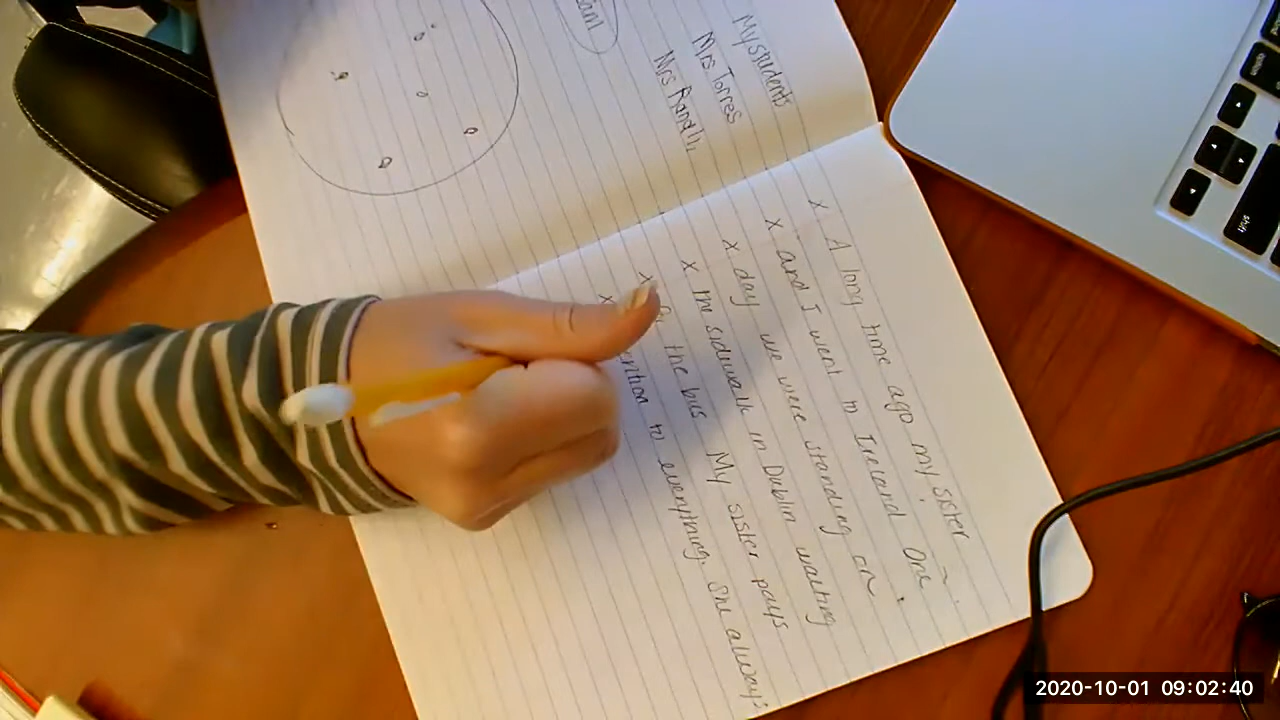 My students
Mrs Torres
Mrs
x A long time ago my sister
x and I went to Ireland One
x day we were standing on
x the sidewalk in Dublin waiting
x the bus My sister pays
x to everything. She always
2020-10-01 09:02:40